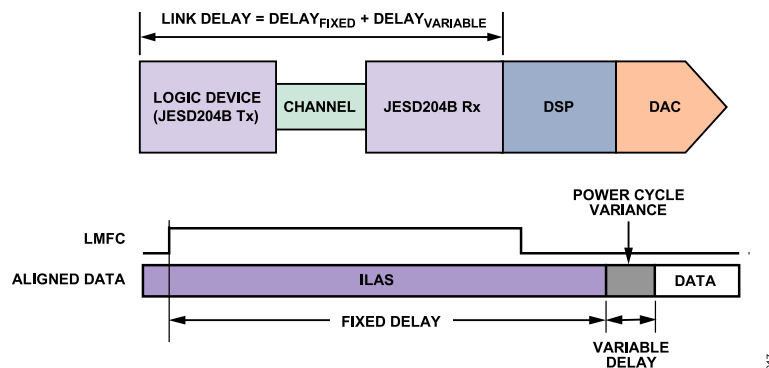 LINK DELAY = DELAYFIXED + DELAYVARIABLE
LOGIC DEVICE
(JESD204B Tx)
CHANNEL
JESD204B Rx
DSP
DAC
POWER CYCLE
VARIANCE
LMFC
ALIGNED DATA
ILAS
DATA
FIXED DELAY
VARIABLE
DELAY